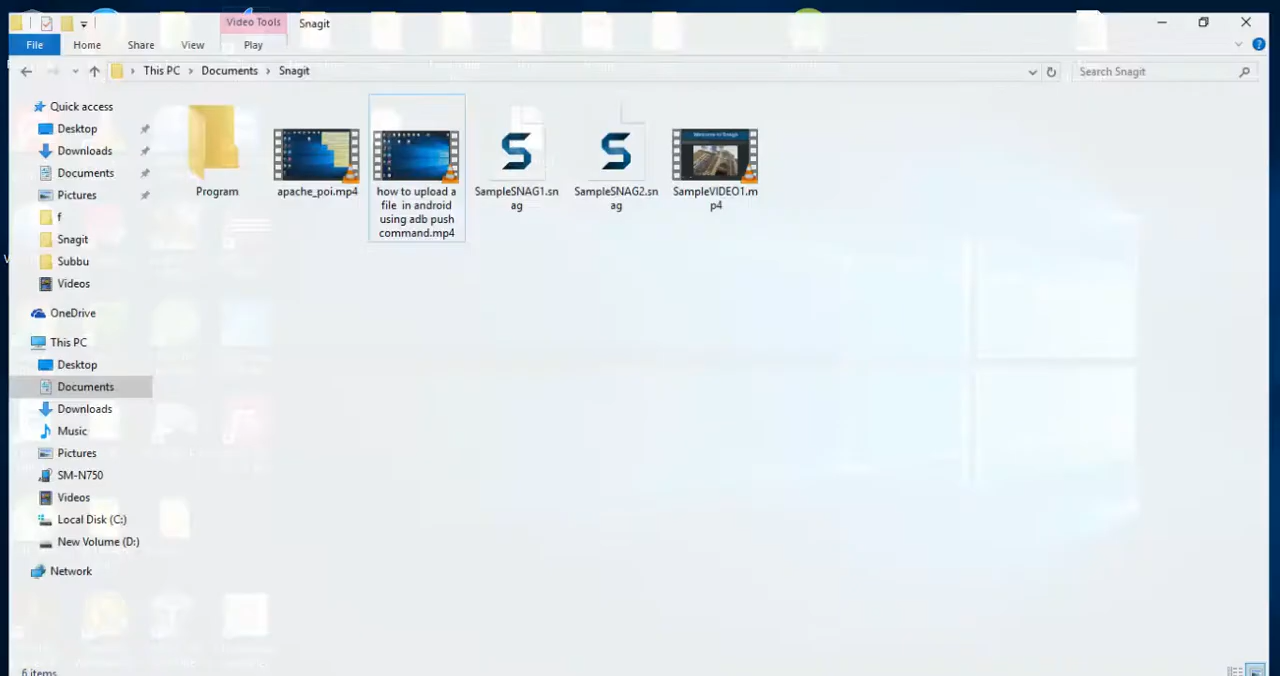 Video Tools
Snagit
File
Home
Share
View
Play
This PC
Documents
Snagit
Search Snagit
Quick access
Desktop
Downloads
Documents
Pictures
f
Snagit
Subbu
Videos
OneDrive
This PC
Desktop
Documents
Downloads
Music
Pictures
SM-N750
Videos
Local Disk (C:)
New Volume (D:)
Network
Program
apache_poi.mp4
how to upload a
file in android
using adb push
command.mp4
SampleSNAG1.sn
ag
SampleSNAG2.sn
ag
SampleVIDEO1.m
p4
6 items